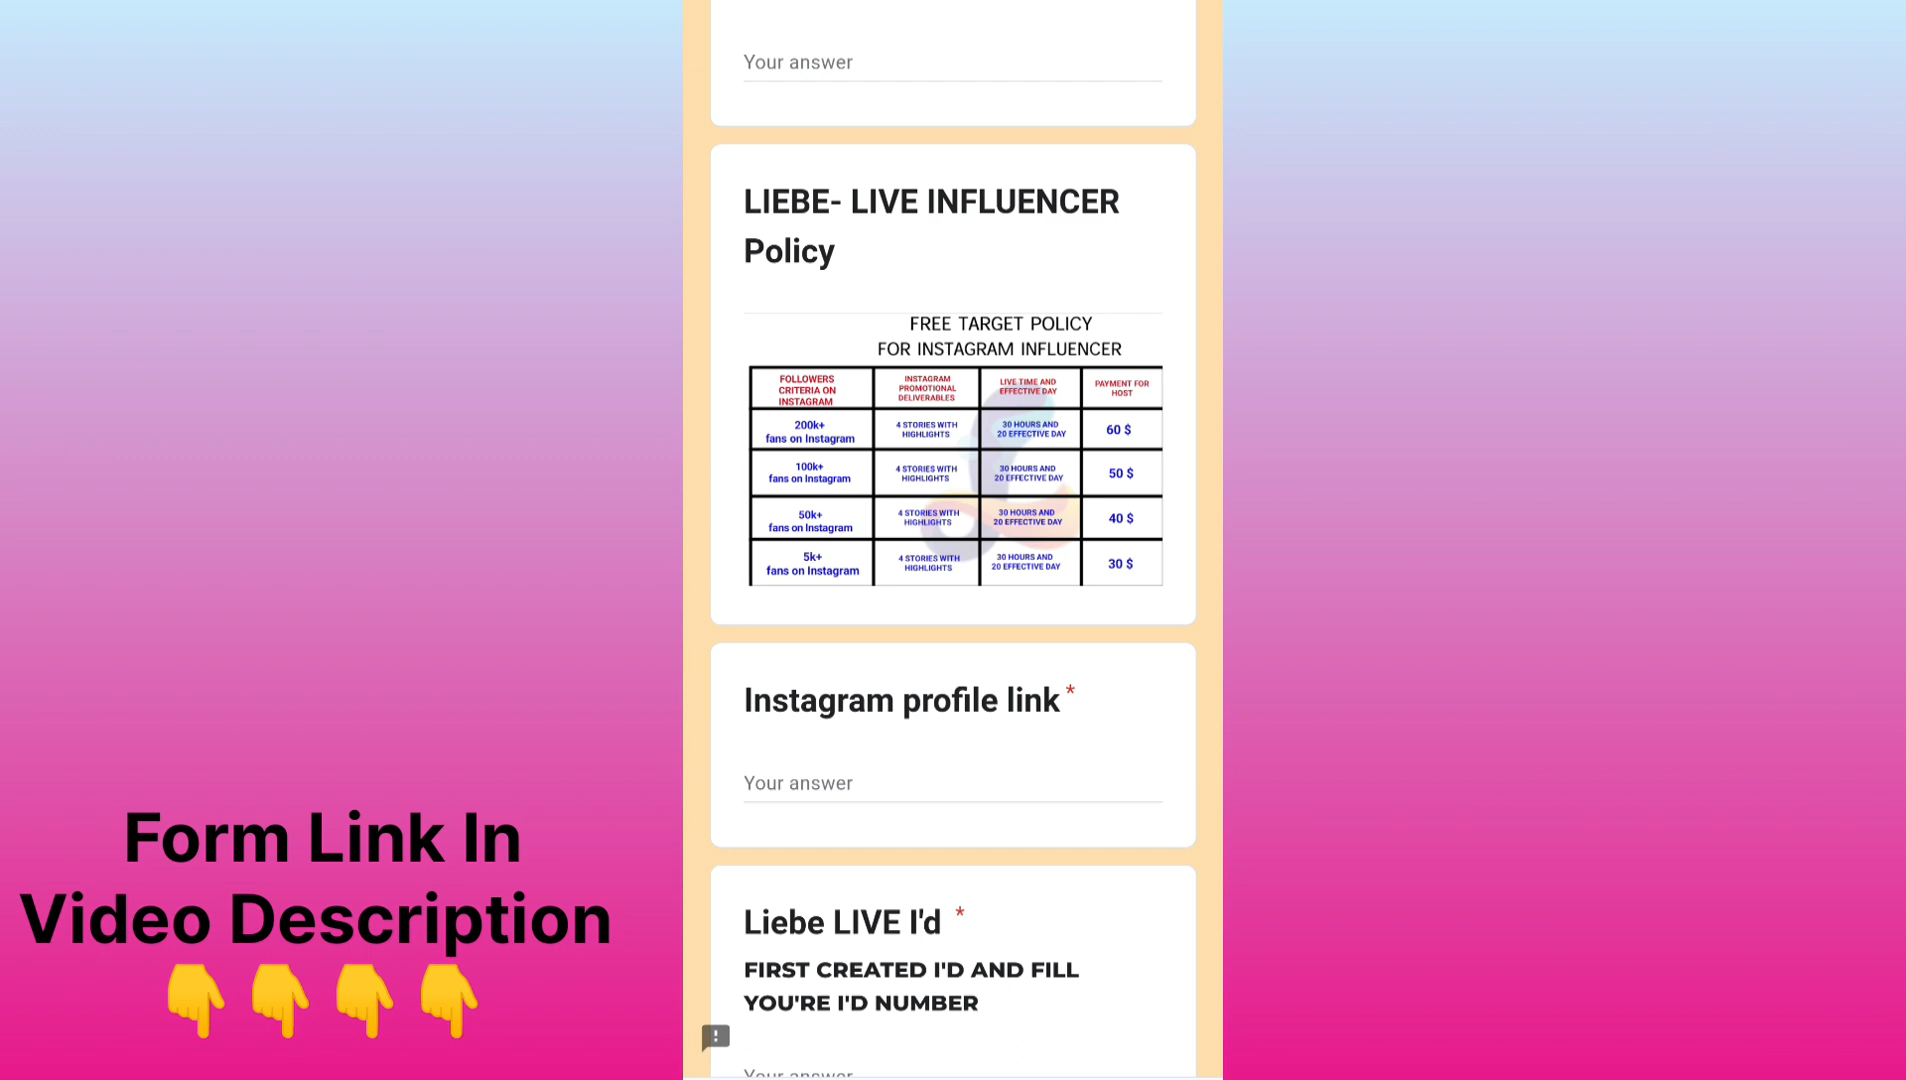 Your answer
LIEBE- LIVE INFLUENCER
Policy
FREE TARGET POLICY
FOR INSTAGRAM INFLUENCER
FOLLOWERS
CRITERIA ON
INSTAGRAM
INSTAGRAM
PROMOTIONAL
DELIVERABLES
LIVE TIME AND
EFFECTIVE DAY
PAYMENT FOR
HOST
200k+
fans on Instagram
4 STORIES WITH
HIGHLIGHTS
30 HOURS AND
20 EFFECTIVE DAY
60 $
100k+
fans on Instagram
4 STORIES WITH
HIGHLIGHTS
30 HOURS AND
20 EFFECTIVE DAY
50 $
50k+
fans on Instagram
4 STORIES WITH
HIGHLIGHTS
30 HOURS AND
20 EFFECTIVE DAY
40 $
5k+
fans on Instagram
4 STORIES WITH
HIGHLIGHTS
30 HOURS AND
20 EFFECTIVE DAY
30 $
Instagram profile link *
Your answer
Liebe LIVE I'd *
FIRST CREATED I'D AND FILL
YOU'RE I'D NUMBER
Your answer
Form Link In
Video Description
👇👇👇👇